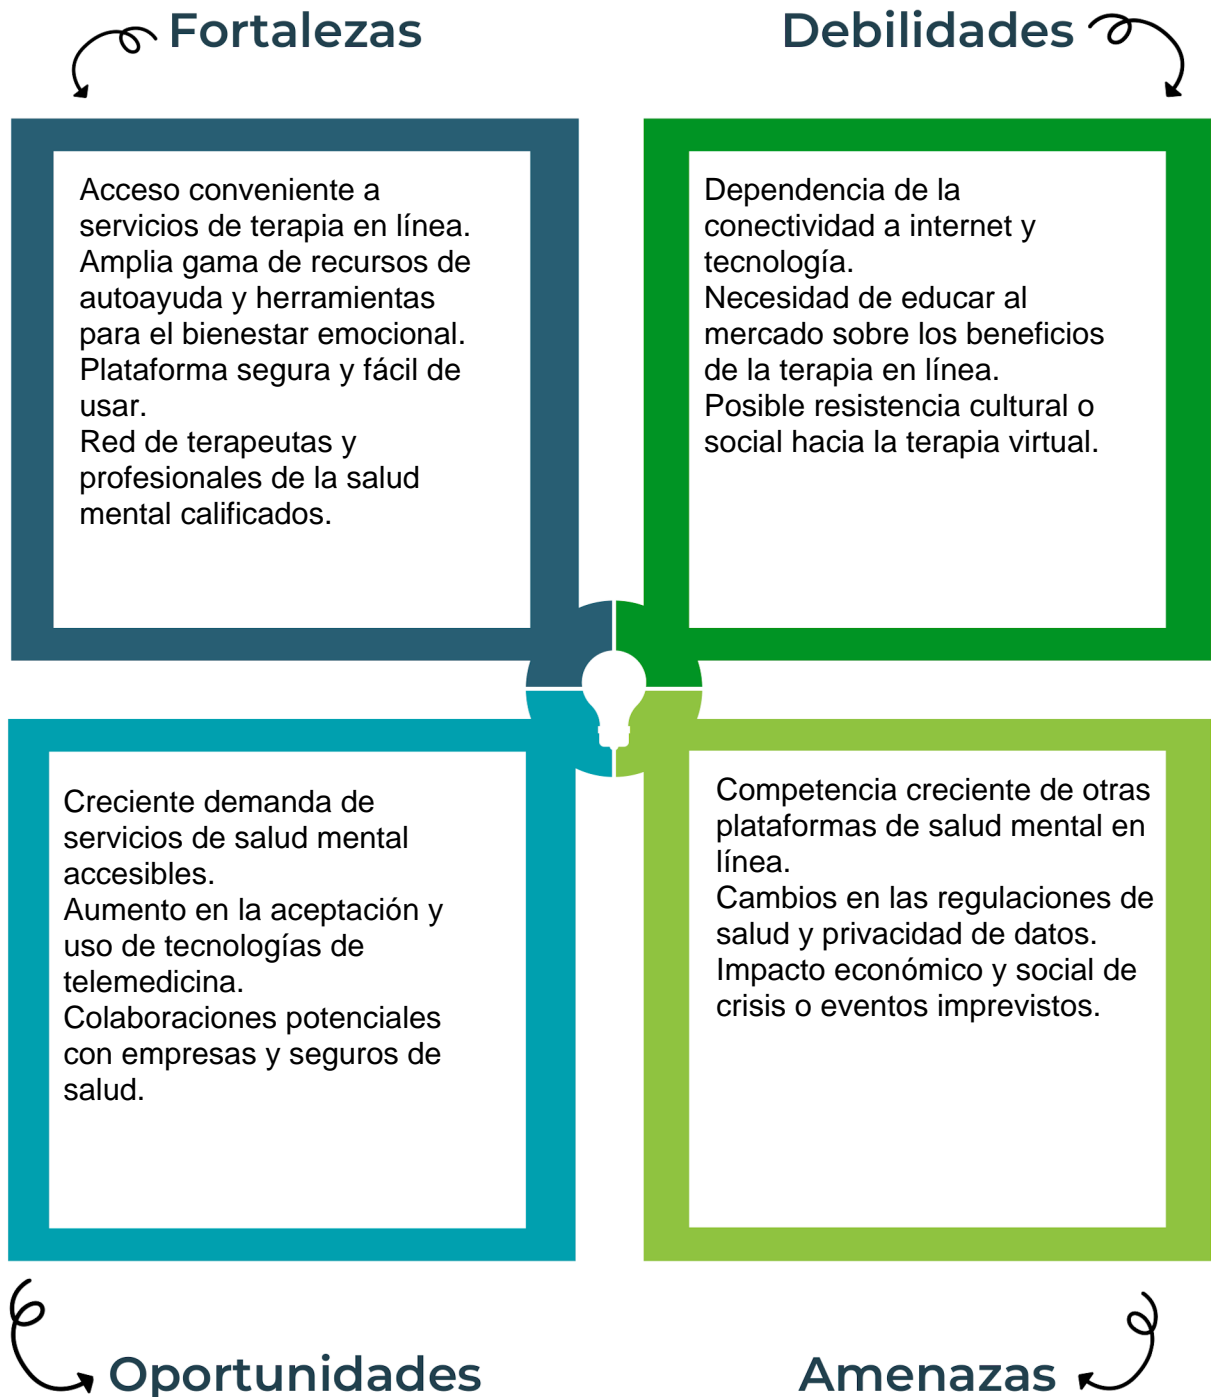 Fortalezas
Acceso conveniente a
servicios de terapia en línea.
Amplia gama de recursos de
autoayuda y herramientas
para el bienestar emocional.
Plataforma segura y fácil de
usar.
Red de terapeutas y
profesionales de la salud
mental calificados.
Debilidades
Dependencia de la
conectividad a internet y
tecnología.
Necesidad de educar al
mercado sobre los beneficios
de la terapia en línea.
Posible resistencia cultural o
social hacia la terapia virtual.
Creciente demanda de
servicios de salud mental
accesibles.
Aumento en la aceptación y
uso de tecnologías de
telemedicina.
Colaboraciones potenciales
con empresas y seguros de
salud.
Oportunidades
Competencia creciente de otras
plataformas de salud mental en
línea.
Cambios en las regulaciones de
salud y privacidad de datos.
Impacto económico y social de
crisis o eventos imprevistos.
Amenazas